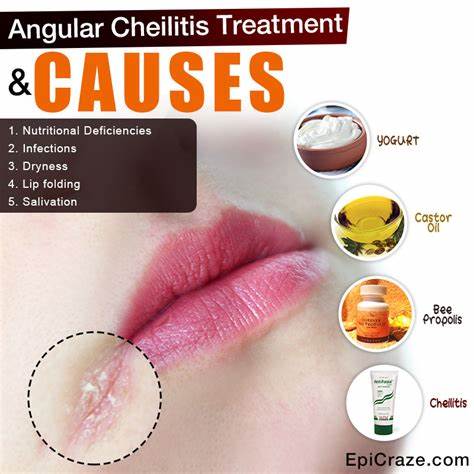 Angular Cheilitis Treatment
& CAUSES
1. Nutritional Deficiencies
2. Infections
3. Dryness
4. Lip folding
5. Salivation
YOGURT
Castor
Oil
Bee
Propolis
Cheilitis
EpiCraze.com